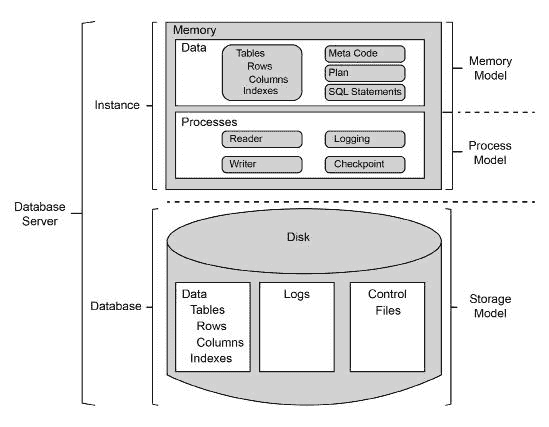 Memory
Data
Tables
Rows
Columns
Indexes
Meta Code
Plan
SQL Statements
Memory
Model
Instance
Processes
Reader
Logging
Writer
Checkpoint
Process
Model
Database
Server
Disk
Database
Data
Tables
Rows
Columns
Indexes
Logs
Control
Files
Storage
Model